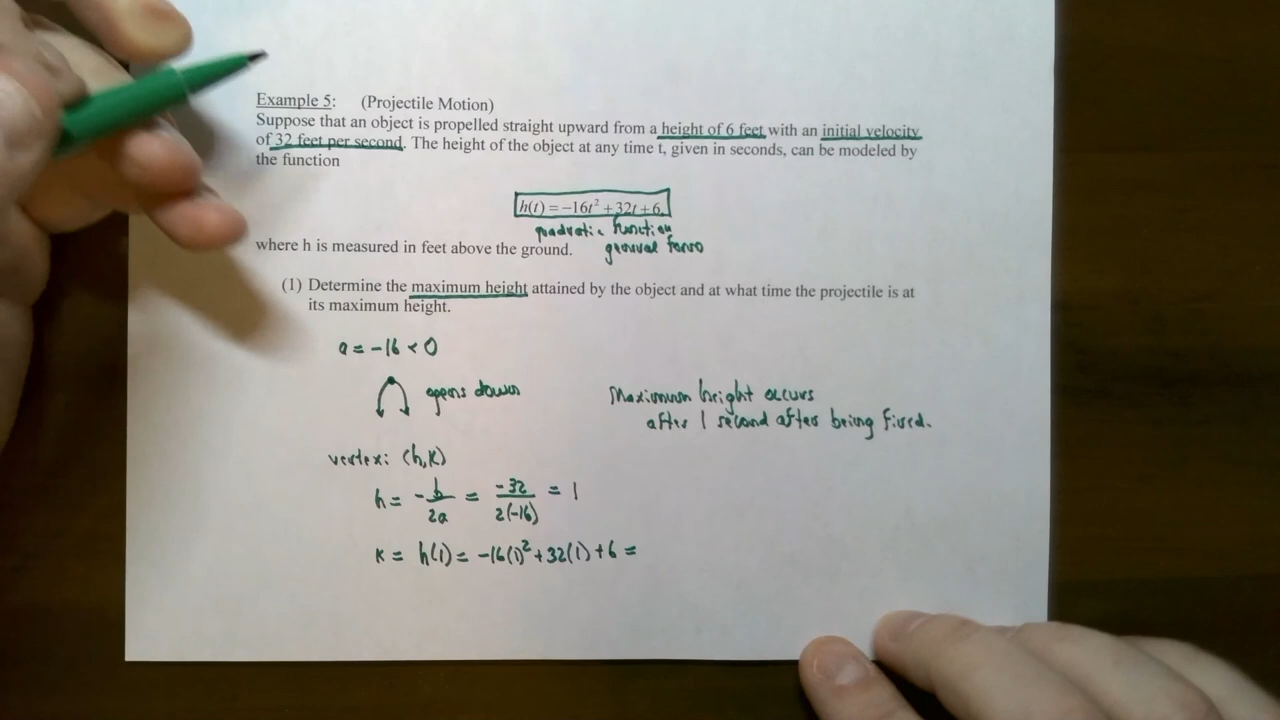 Example 5: (Projectile Motion)
Suppose that an object is propelled straight upward from a height of 6 feet with an initial velocity
of 32 feet per second. The height of the object at any time t, given in seconds, can be modeled by
the function
h(t) = −16t² + 32t + 6,
quadratic function
where h is measured in feet above the ground. general form
(1) Determine the maximum height attained by the object and at what time the projectile is at
its maximum height.
a = -16 < 0
opens down
Maximum height occurs
after 1 second after being fired.
vertex: (h,k)
h = -b/2a = -32/2(-16) = 1
k = h(1) = -16(1)² + 32(1) + 6 =